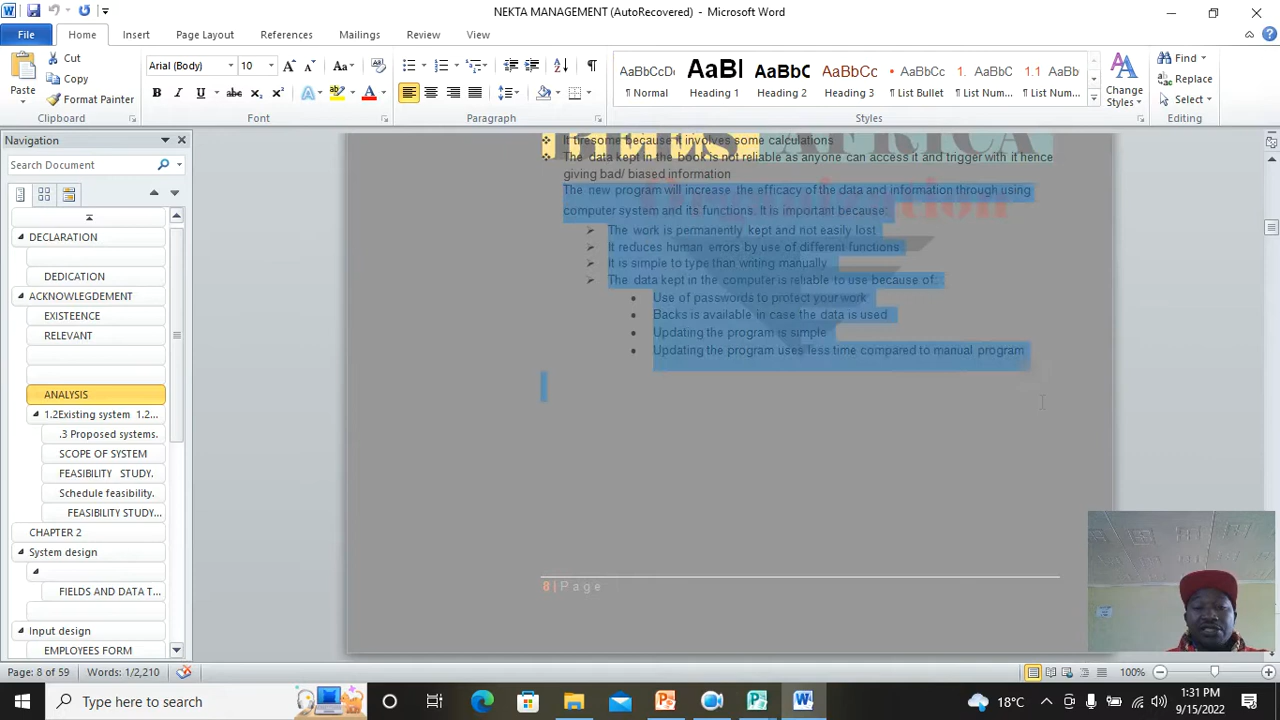 NEKTA MANAGEMENT (AutoRecovered) - Microsoft Word
File Home Insert Page Layout References Mailings Review View
Cut
Copy
Format Painter
Paste
Clipboard
Arial (Body) 10
Font
Paragraph
AaBbCcDc AaBl AaBbC AaBbCc AaBbCc 1. AaBbC 1.1 AaBb
¶ Normal Heading 1 Heading 2 Heading 3 ¶ List Bullet ¶ List Num... ¶ List Num...
Change
Styles
Styles
Find
Replace
Select
Editing
Navigation
Search Document
DECLARATION
DEDICATION
ACKNOWLEGDEMENT
EXISTEENCE
RELEVANT
ANALYSIS
1.2Existing system 1.2...
.3 Proposed systems.
SCOPE OF SYSTEM
FEASIBILITY STUDY.
Schedule feasibility.
FEASIBILITY STUDY...
CHAPTER 2
System design
FIELDS AND DATA T...
Input design
EMPLOYEES FORM
AFRICA
It tiresome because it involves some calculations
The data kept in the book is not reliable as anyone can access it and trigger with it hence
giving bad/ biased information
The new program will increase the efficacy of the data and information through using
computer system and its functions. It is important because:
The work is permanently kept and not easily lost
It reduces human errors by use of different functions
It is simple to type than writing manually
The data kept in the computer is reliable to use because of:
Use of passwords to protect your work
Backs is available in case the data is used
Updating the program is simple
Updating the program uses less time compared to manual program
8 | Page
Page: 8 of 59 Words: 1/2,210
100%
Type here to search
18°C
1:31 PM
9/15/2022